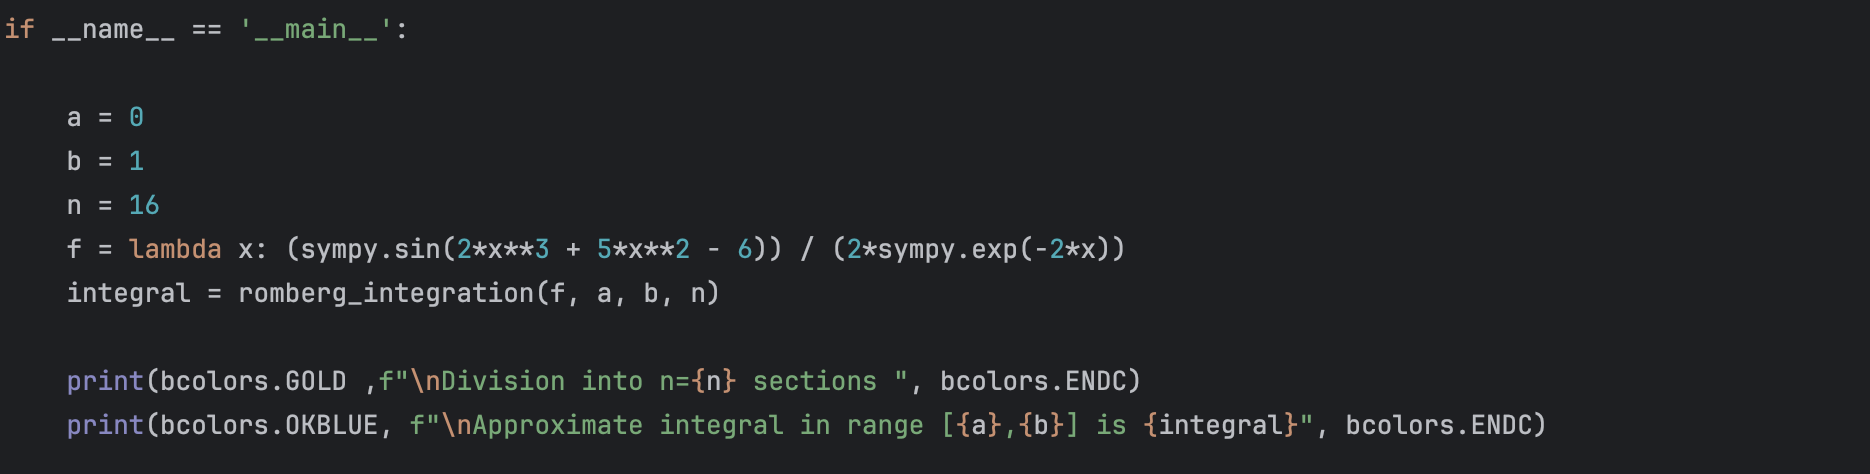 if __name__ == '__main__':
a = 0
b = 1
n = 16
f = lambda x: (sympy.sin(2*x**3 + 5*x**2 - 6)) / (2*sympy.exp(-2*x))
integral = romberg_integration(f, a, b, n)
print(bcolors.GOLD ,f"\nDivision into n={n} sections ", bcolors.ENDC)
print(bcolors.OKBLUE, f"\nApproximate integral in range [{a},{b}] is {integral}", bcolors.ENDC)